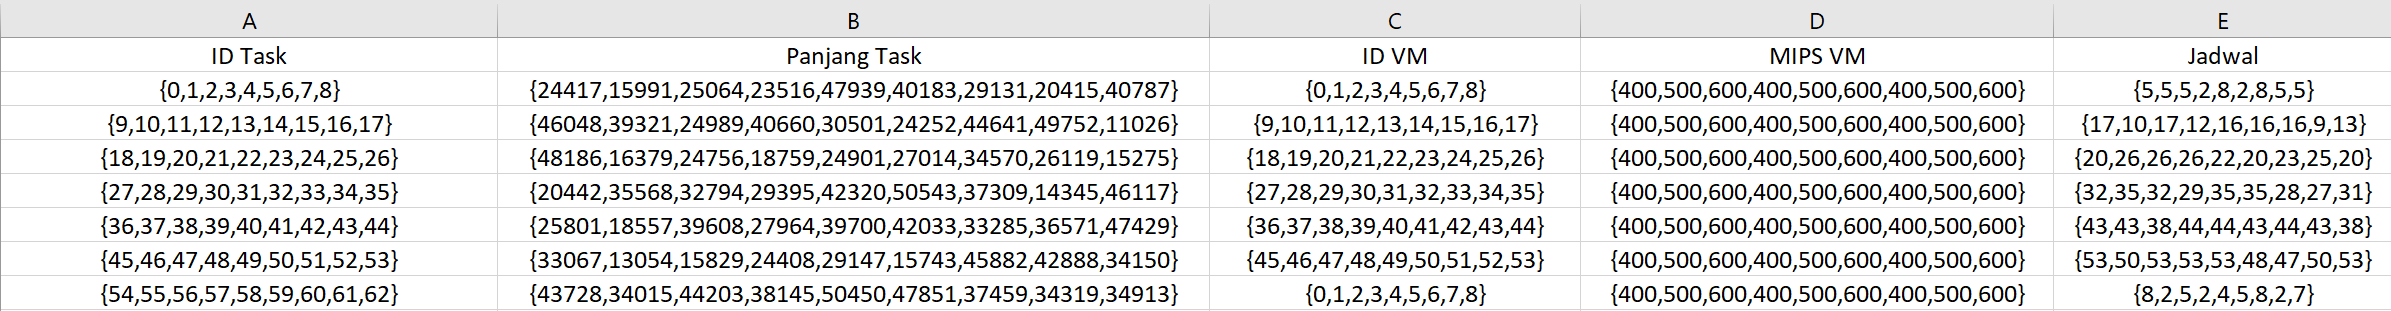 A B C D E
ID Task Panjang Task ID VM MIPS VM Jadwal
{0,1,2,3,4,5,6,7,8} {24417,15991,25064,23516,47939,40183,29131,20415,40787} {0,1,2,3,4,5,6,7,8} {400,500,600,400,500,600,400,500,600} {5,5,5,2,8,2,8,5,5}
{9,10,11,12,13,14,15,16,17} {46048,39321,24989,40660,30501,24252,44641,49752,11026} {9,10,11,12,13,14,15,16,17} {400,500,600,400,500,600,400,500,600} {17,10,17,12,16,16,16,9,13}
{18,19,20,21,22,23,24,25,26} {48186,16379,24756,18759,24901,27014,34570,26119,15275} {18,19,20,21,22,23,24,25,26} {400,500,600,400,500,600,400,500,600} {20,26,26,26,22,20,23,25,20}
{27,28,29,30,31,32,33,34,35} {20442,35568,32794,29395,42320,50543,37309,14345,46117} {27,28,29,30,31,32,33,34,35} {400,500,600,400,500,600,400,500,600} {32,35,32,29,35,35,28,27,31}
{36,37,38,39,40,41,42,43,44} {25801,18557,39608,27964,39700,42033,33285,36571,47429} {36,37,38,39,40,41,42,43,44} {400,500,600,400,500,600,400,500,600} {43,43,38,44,44,43,44,43,38}
{45,46,47,48,49,50,51,52,53} {33067,13054,15829,24408,29147,15743,45882,42888,34150} {45,46,47,48,49,50,51,52,53} {400,500,600,400,500,600,400,500,600} {53,50,53,53,53,48,47,50,53}
{54,55,56,57,58,59,60,61,62} {43728,34015,44203,38145,50450,47851,37459,34319,34913} {0,1,2,3,4,5,6,7,8} {400,500,600,400,500,600,400,500,600} {8,2,5,2,4,5,8,2,7}